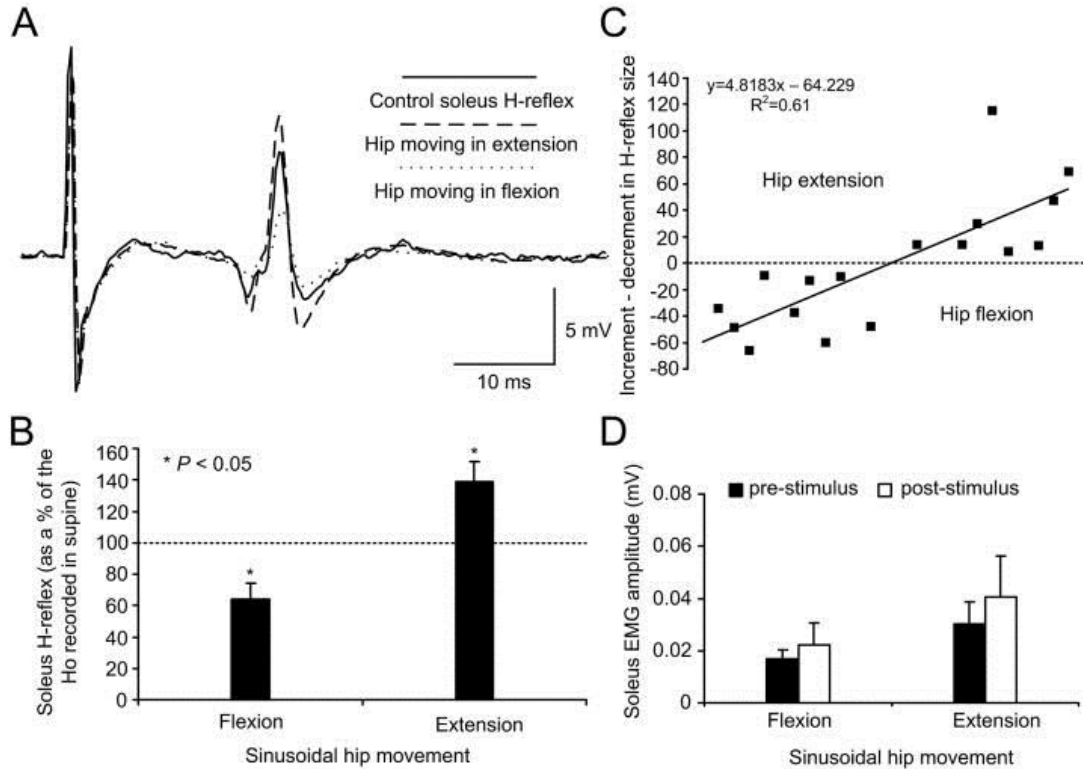 A
Control soleus H-reflex
Hip moving in extension
Hip moving in flexion
5 mV
10 ms
B
Soleus H-reflex (as a % of the
Ho recorded in supine)
160
140
120
100
80
60
40
20
0
* P < 0.05
*
*
Flexion
Extension
Sinusoidal hip movement
C
Increment - decrement in H-reflex size
140
120
100
80
60
40
20
0
-20
-40
-60
-80
y=4.8183x – 64.229
R²=0.61
Hip extension
Hip flexion
D
Soleus EMG amplitude (mV)
0.08
0.06
0.04
0.02
0
pre-stimulus
post-stimulus
Flexion
Extension
Sinusoidal hip movement